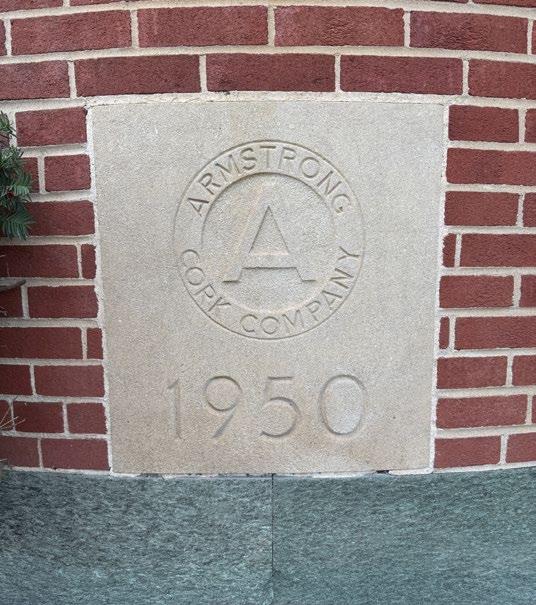 ARMSTRONG
A
CORK COMPANY
1950